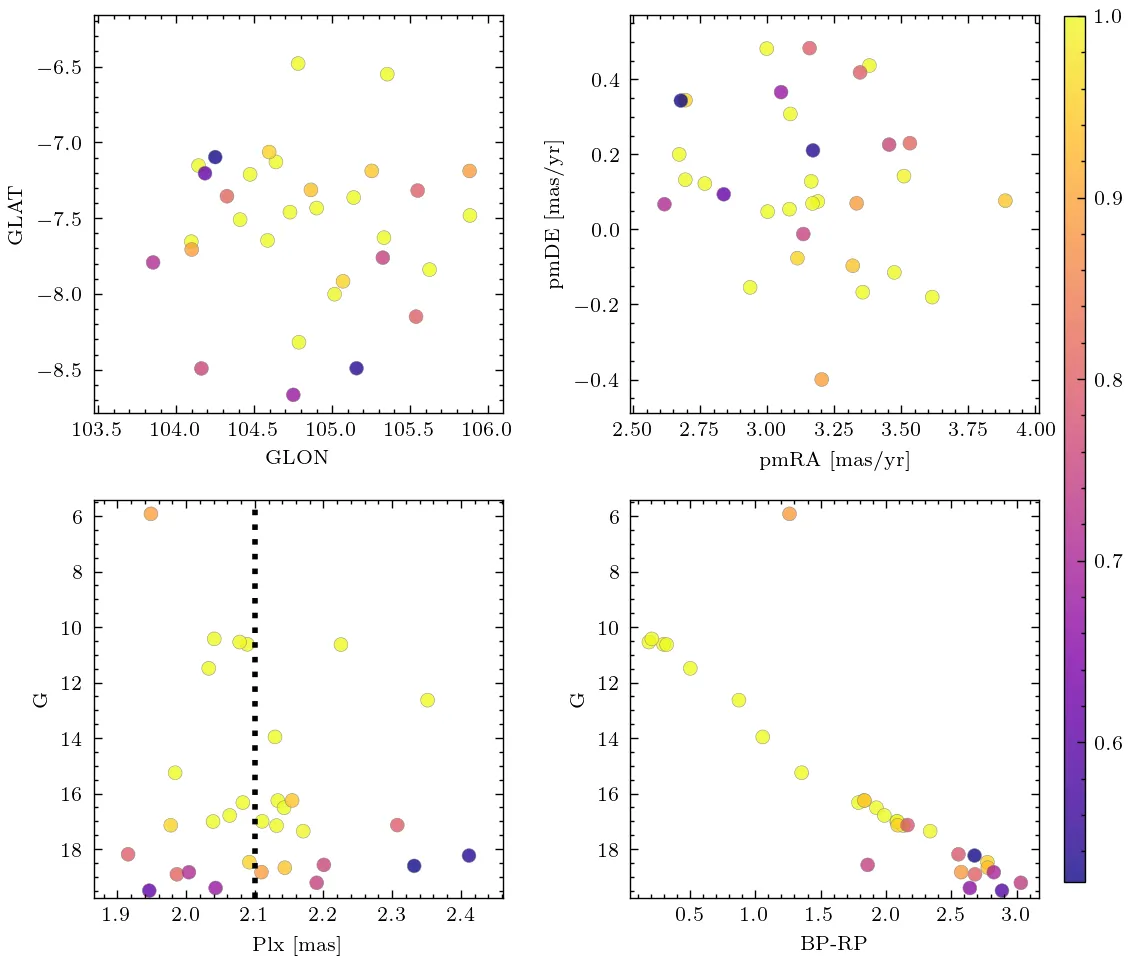 −6.5
−7.0
−7.5
−8.0
−8.5
GLAT
103.5 104.0 104.5 105.0 105.5 106.0
GLON
0.4
0.2
0.0
−0.2
−0.4
pmDE [mas/yr]
2.50 2.75 3.00 3.25 3.50 3.75 4.00
pmRA [mas/yr]
6
8
10
12
14
16
18
G
1.9 2.0 2.1 2.2 2.3 2.4
Plx [mas]
6
8
10
12
14
16
18
G
0.5 1.0 1.5 2.0 2.5 3.0
BP-RP
1.0
0.9
0.8
0.7
0.6